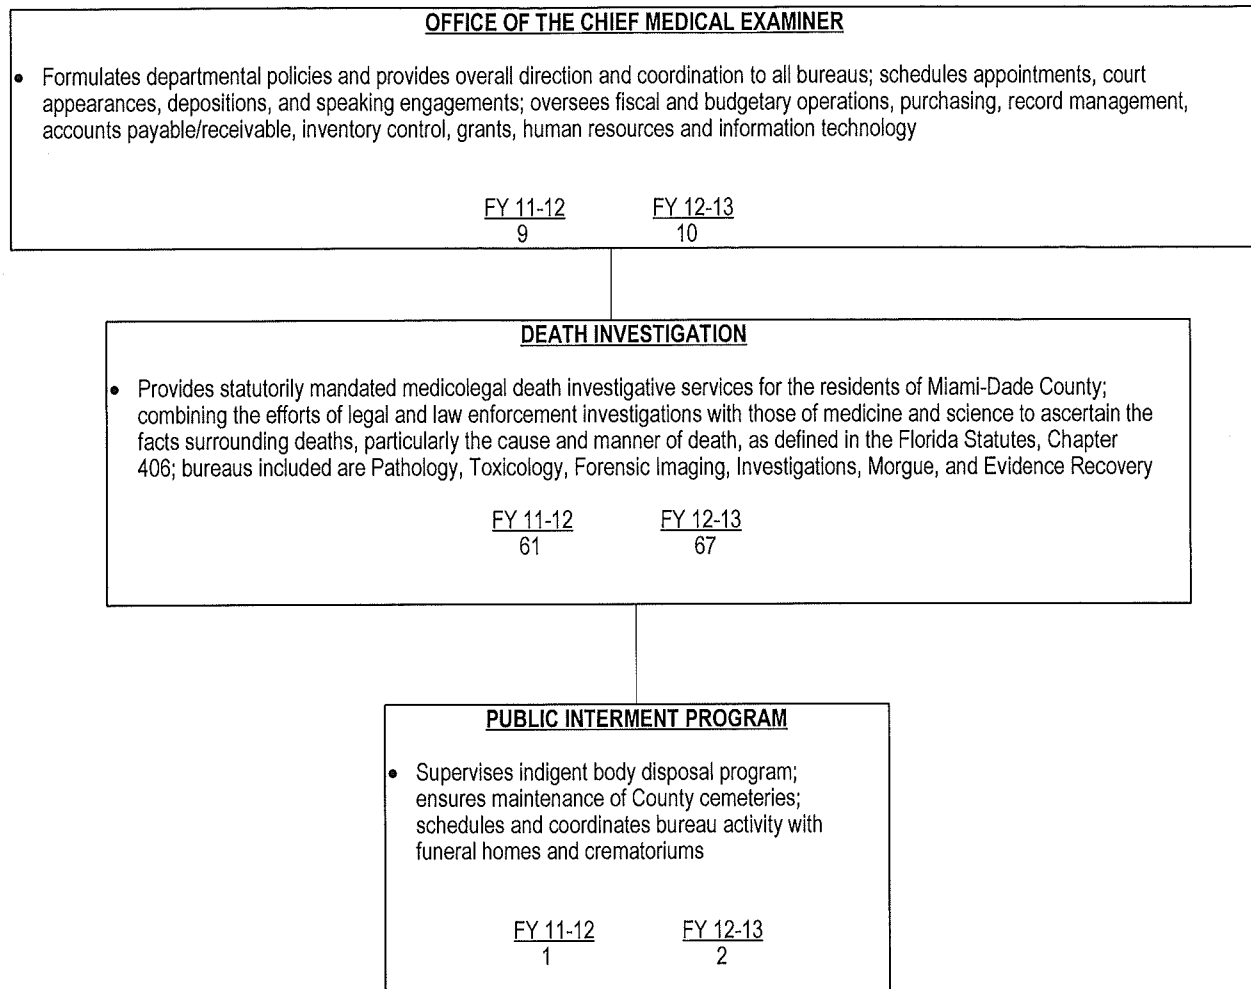 OFFICE OF THE CHIEF MEDICAL EXAMINER
• Formulates departmental policies and provides overall direction and coordination to all bureaus; schedules appointments, court
appearances, depositions, and speaking engagements; oversees fiscal and budgetary operations, purchasing, record management,
accounts payable/receivable, inventory control, grants, human resources and information technology
FY 11-12 FY 12-13
9 10
DEATH INVESTIGATION
• Provides statutorily mandated medicolegal death investigative services for the residents of Miami-Dade County;
combining the efforts of legal and law enforcement investigations with those of medicine and science to ascertain the
facts surrounding deaths, particularly the cause and manner of death, as defined in the Florida Statutes, Chapter
406; bureaus included are Pathology, Toxicology, Forensic Imaging, Investigations, Morgue, and Evidence Recovery
FY 11-12 FY 12-13
61 67
PUBLIC INTERMENT PROGRAM
• Supervises indigent body disposal program;
ensures maintenance of County cemeteries;
schedules and coordinates bureau activity with
funeral homes and crematoriums
FY 11-12 FY 12-13
1 2